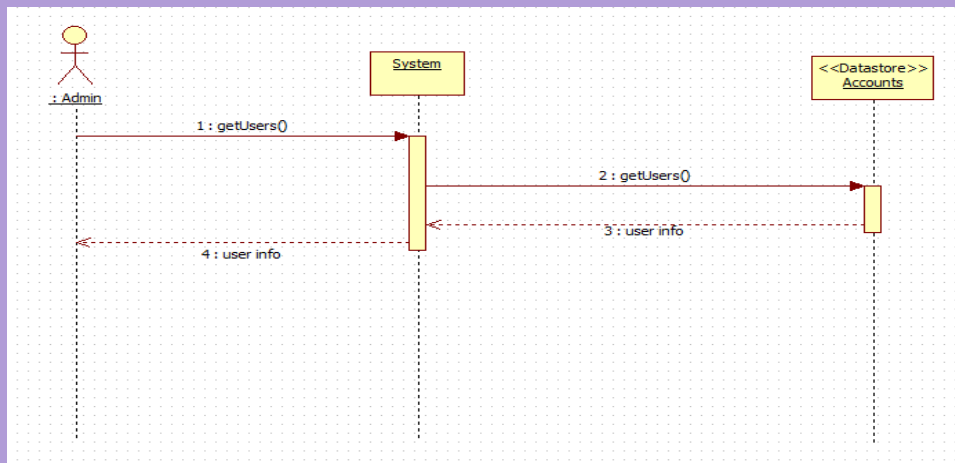 System
<<Datastore>>
Accounts
: Admin
1 : getUsers()
2 : getUsers()
3 : user info
4 : user info